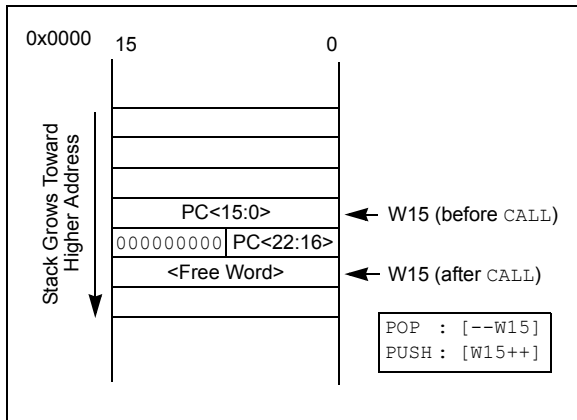 0x0000
15
0
Stack Grows Toward
Higher Address
PC<15:0>
W15 (before CALL)
000000000
PC<22:16>
<Free Word>
W15 (after CALL)
POP : [--W15]
PUSH : [W15++]